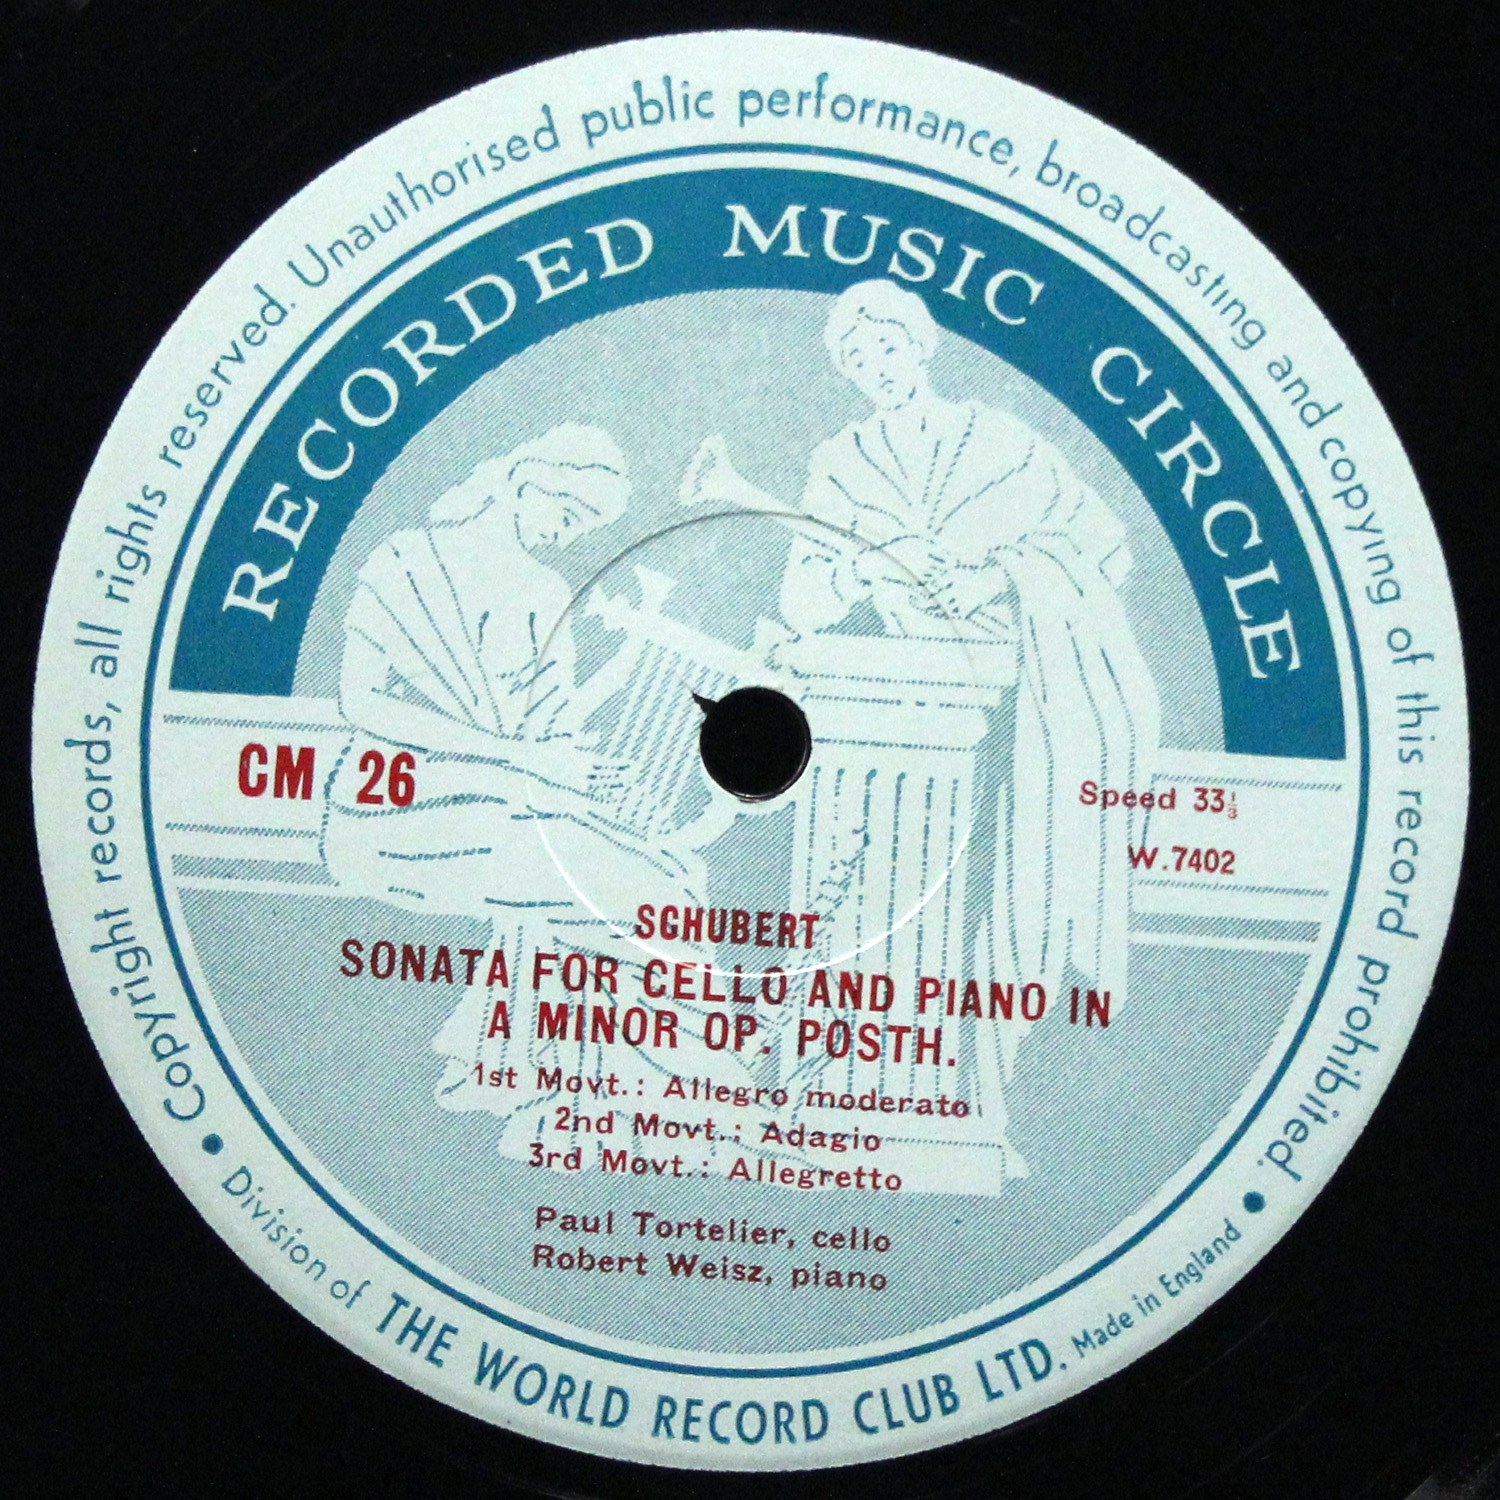 Copyright records, all rights reserved. Unauthorised public performance, broadcasting and copying of this record prohibited.
RECORDED MUSIC CIRCLE
CM 26
Speed 33⅓
W.7402
SCHUBERT
SONATA FOR CELLO AND PIANO IN
A MINOR OP. POSTH.
1st Movt.: Allegro moderato
2nd Movt.: Adagio
3rd Movt.: Allegretto
Paul Tortelier, cello
Robert Weisz, piano
• Division of THE WORLD RECORD CLUB LTD. Made in England •